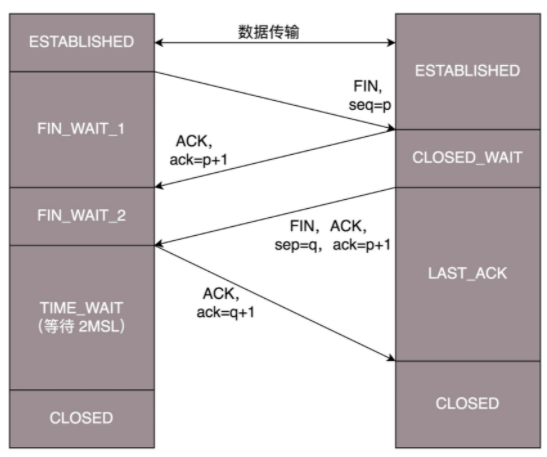 数据传输
ESTABLISHED
ESTABLISHED
FIN,
seq=p
FIN_WAIT_1
ACK,
ack=p+1
CLOSED_WAIT
FIN_WAIT_2
FIN, ACK,
sep=q, ack=p+1
LAST_ACK
ACK,
ack=q+1
TIME_WAIT
（等待 2MSL）
CLOSED
CLOSED